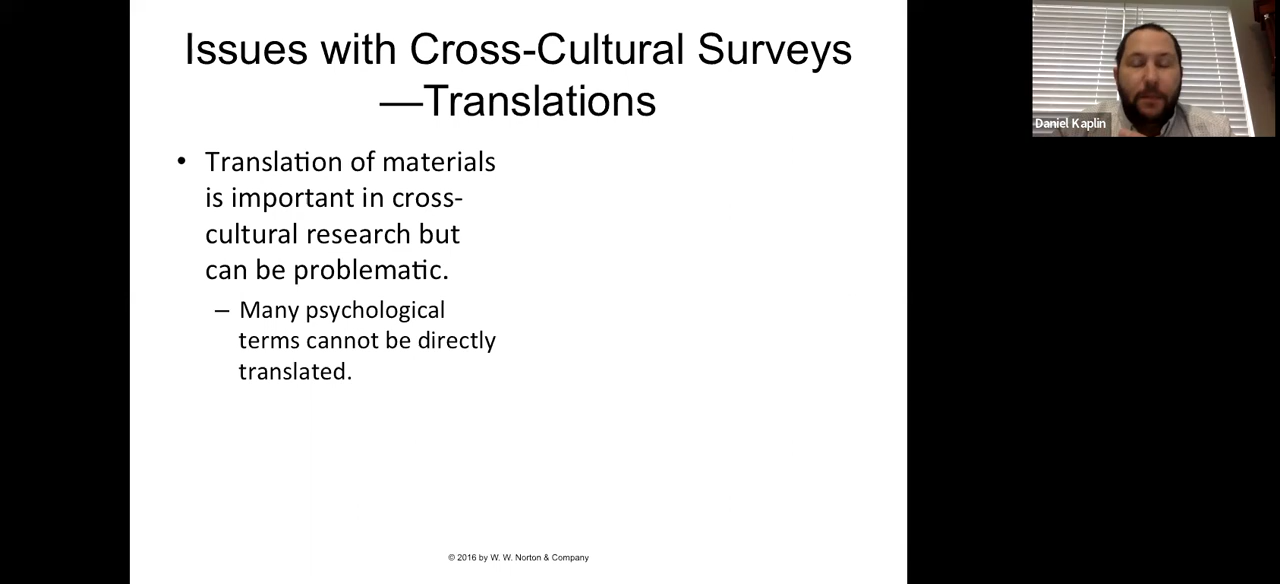 Issues with Cross-Cultural Surveys
—Translations
• Translation of materials
is important in cross-
cultural research but
can be problematic.
– Many psychological
terms cannot be directly
translated.
© 2016 by W. W. Norton & Company
Daniel Kaplin